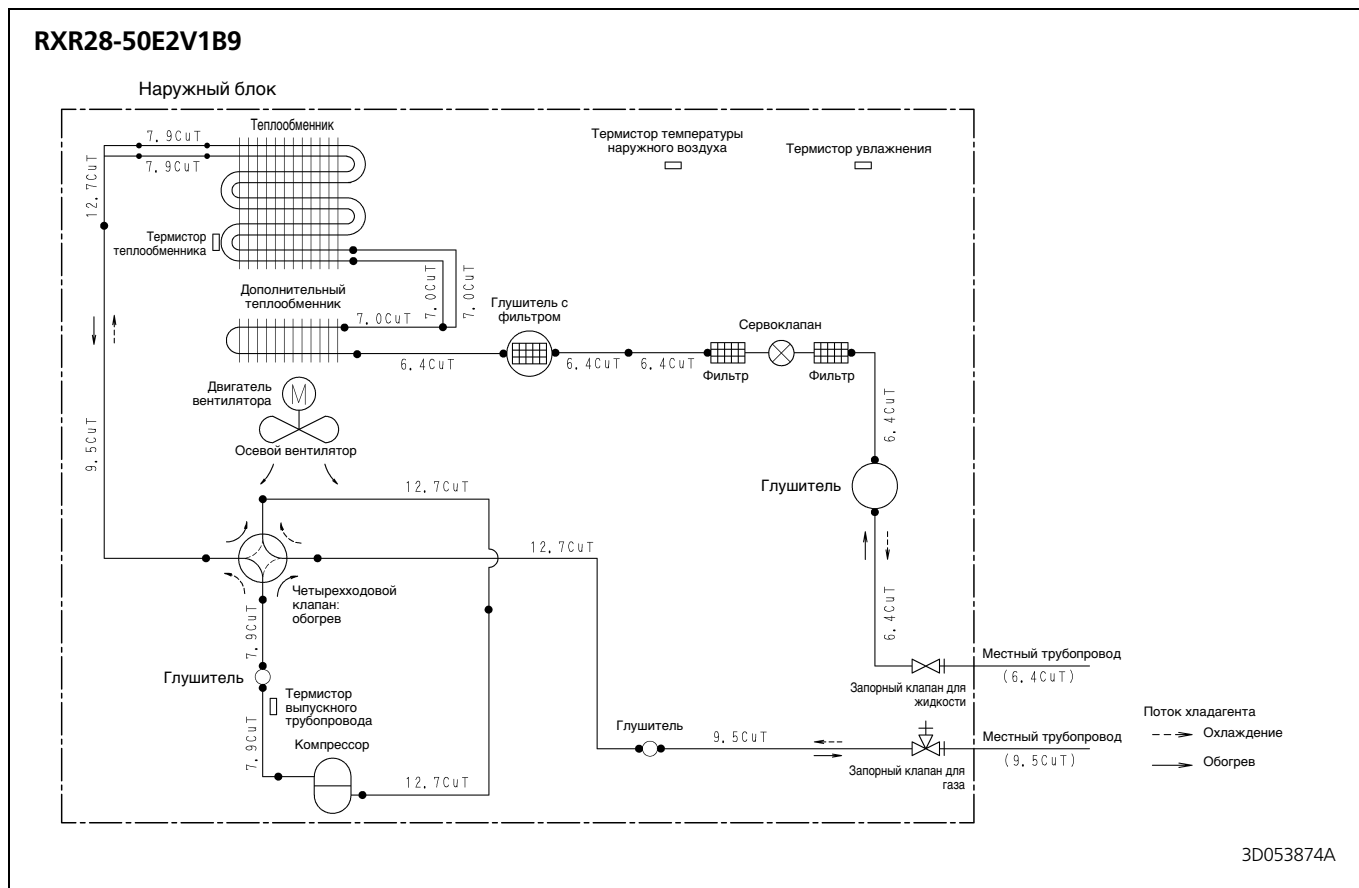 RXR28-50E2V1B9
Наружный блок
Теплообменник
7,9CuT
7,9CuT
12,7CuT
Термистор температуры
наружного воздуха
Термистор увлажнения
Термистор
теплообменника
7,0CuT
7,0CuT
Дополнительный
теплообменник
7,0CuT
Глушитель с
фильтром
Сервоклапан
6,4CuT
6,4CuT
6,4CuT
Фильтр
Фильтр
Двигатель
вентилятора
M
6,4CuT
Осевой вентилятор
9,5CuT
12,7CuT
Глушитель
12,7CuT
Четырехходовой
клапан:
обогрев
7,9CuT
6,4CuT
Глушитель
Местный трубопровод
(6,4CuT)
Термистор
выпускного
трубопровода
Запорный клапан для
жидкости
7,9CuT
Компрессор
12,7CuT
Глушитель
9,5CuT
Запорный клапан для
газа
Местный трубопровод
(9,5CuT)
Поток хладагента
Охлаждение
Обогрев
3D053874A